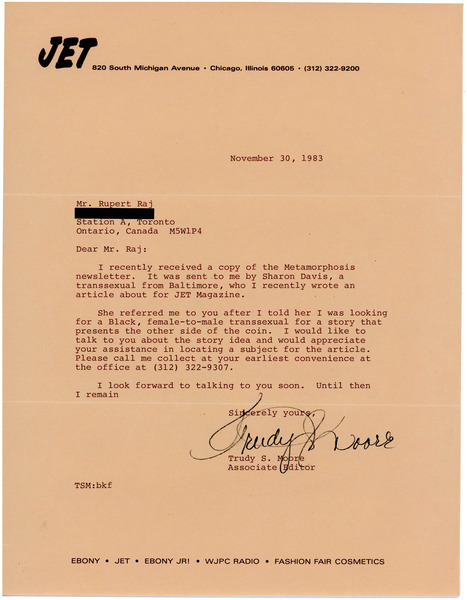 JET
820 South Michigan Avenue • Chicago, Illinois 60605 • (312) 322-9200
November 30, 1983
Mr. Rupert Raj
Station A, Toronto
Ontario, Canada M5W1P4
Dear Mr. Raj:
I recently received a copy of the Metamorphosis
newsletter. It was sent to me by Sharon Davis, a
transsexual from Baltimore, who I recently wrote an
article about for JET Magazine.
She referred me to you after I told her I was looking
for a Black, female-to-male transsexual for a story that
presents the other side of the coin. I would like to
talk to you about the story idea and would appreciate
your assistance in locating a subject for the article.
Please call me collect at your earliest convenience at
the office at (312) 322-9307.
I look forward to talking to you soon. Until then
I remain
Sincerely yours,
Trudy S. Moore
Trudy S. Moore
Associate Editor
TSM:bkf
EBONY • JET • EBONY JR! • WJPC RADIO • FASHION FAIR COSMETICS